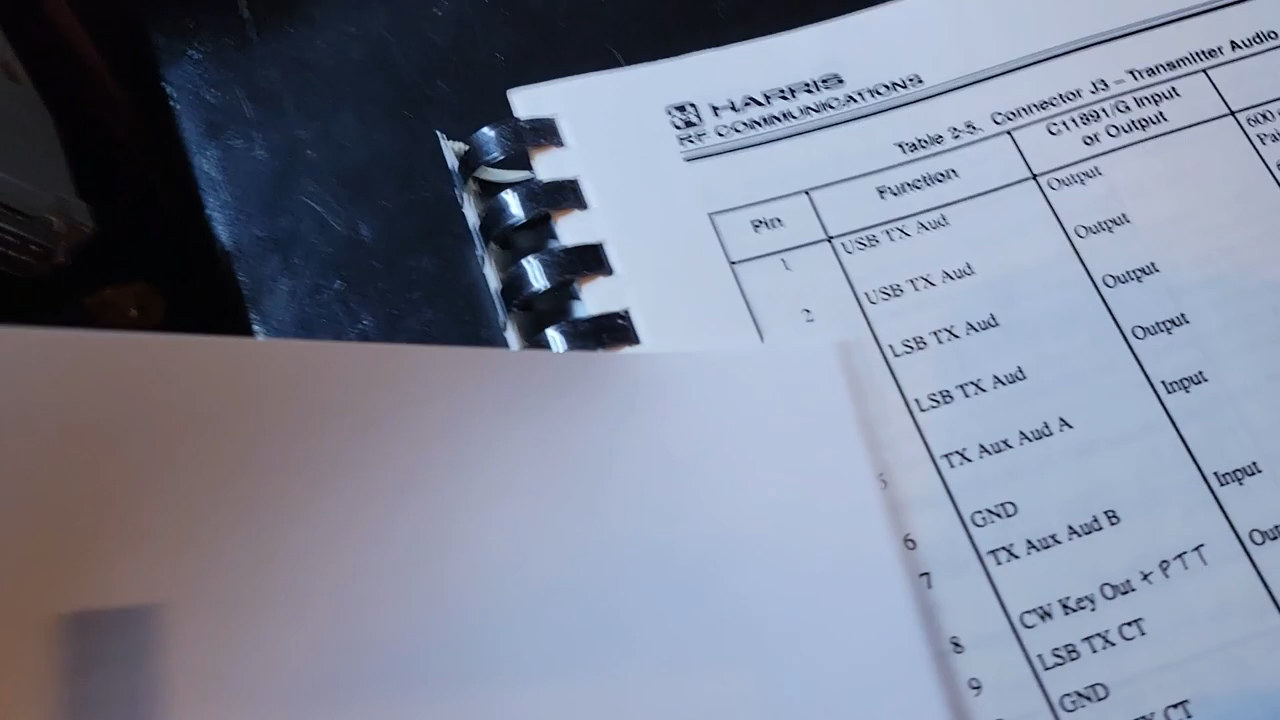 HARRIS
RF COMMUNICATIONS
Table 2-5. Connector J3 – Transmitter Audio
Pin Function C11891/G Input
or Output
600
1 USB TX Aud Output
2 USB TX Aud Output
LSB TX Aud Output
LSB TX Aud Output
5 TX Aux Aud A Input
6 GND
7 TX Aux Aud B Input
8 CW Key Out + PTT
9 LSB TX CT
GND